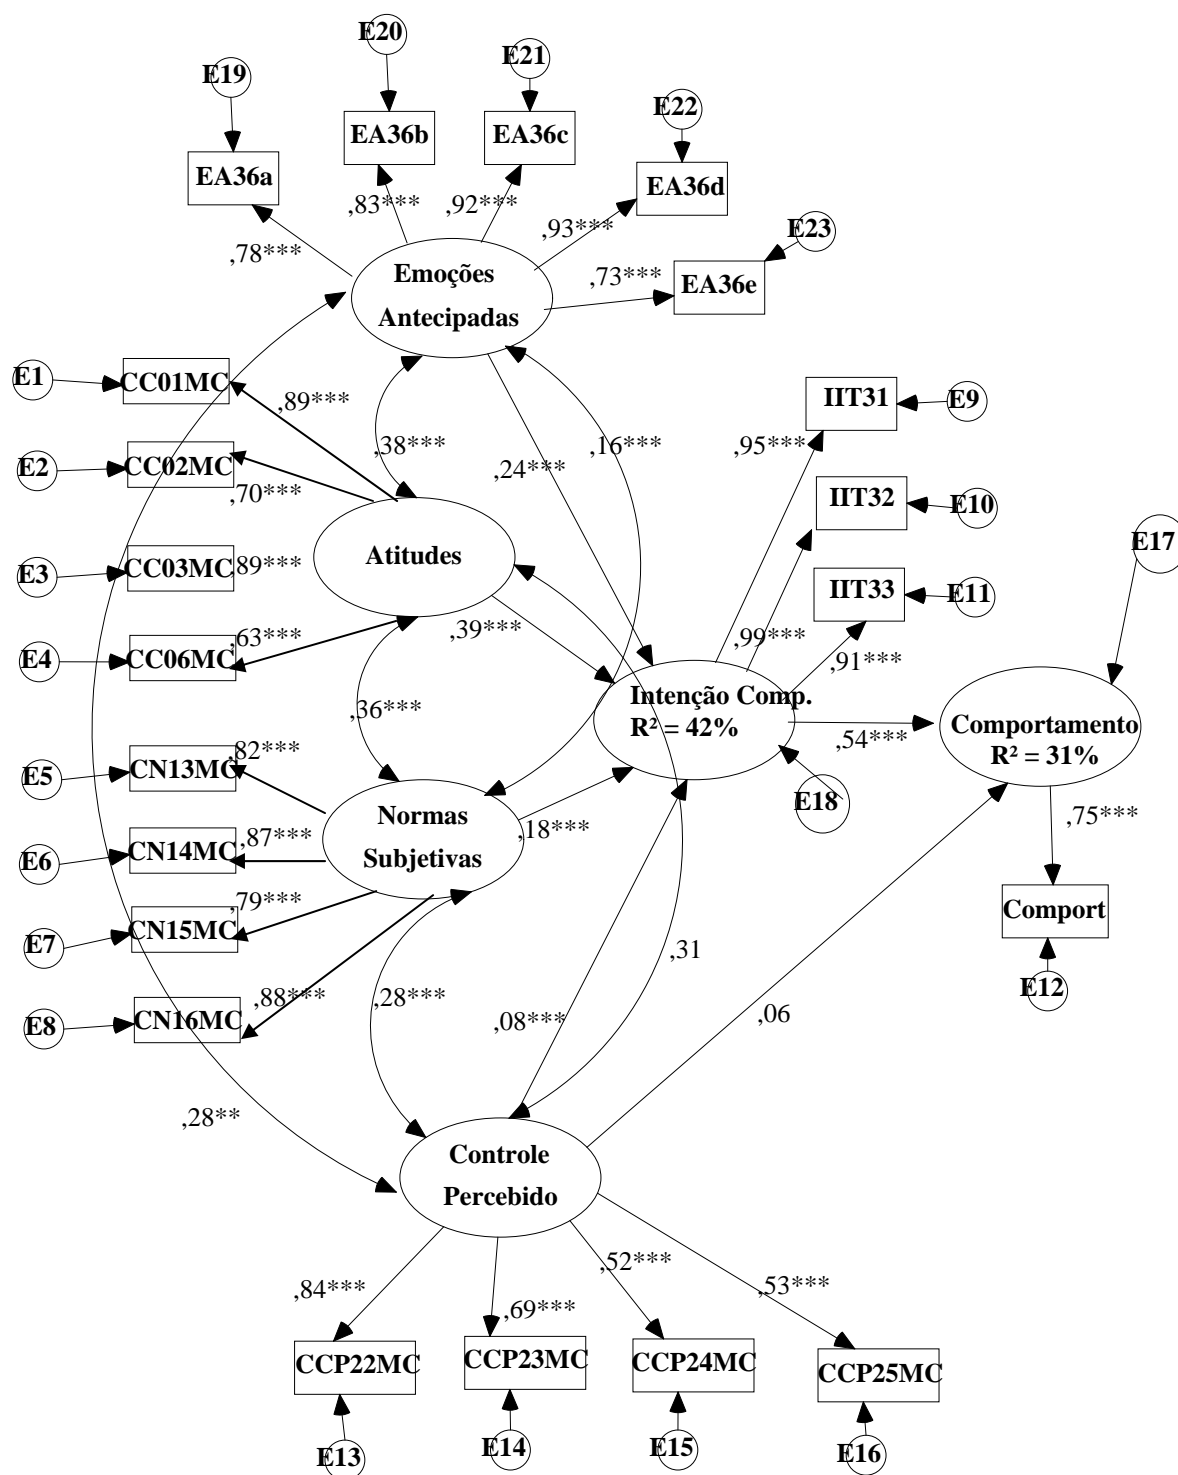 E20
E21
E19
E22
EA36b
EA36c
EA36a
EA36d
,83***
,92***
,93***
E23
,78***
Emoções
Antecipadas
,73***
EA36e
E1
CC01MC
,89***
IIT31
E9
E2
CC02MC
,70***
,38***
,24***
,16***
,95***
IIT32
E10
Atitudes
E17
E3
CC03MC
,89***
IIT33
E11
E4
CC06MC
,63***
,39***
,99***
,91***
,36***
Intenção Comp.
R² = 42%
,54***
Comportamento
R² = 31%
E5
CN13MC
,82***
E18
Normas
Subjetivas
,18***
,75***
E6
CN14MC
,87***
E7
CN15MC
,79***
,31
Comport
E12
E8
CN16MC
,88***
,28***
,08***
,06
,28**
Controle
Percebido
,84***
,69***
,52***
,53***
CCP22MC
CCP23MC
CCP24MC
CCP25MC
E13
E14
E15
E16